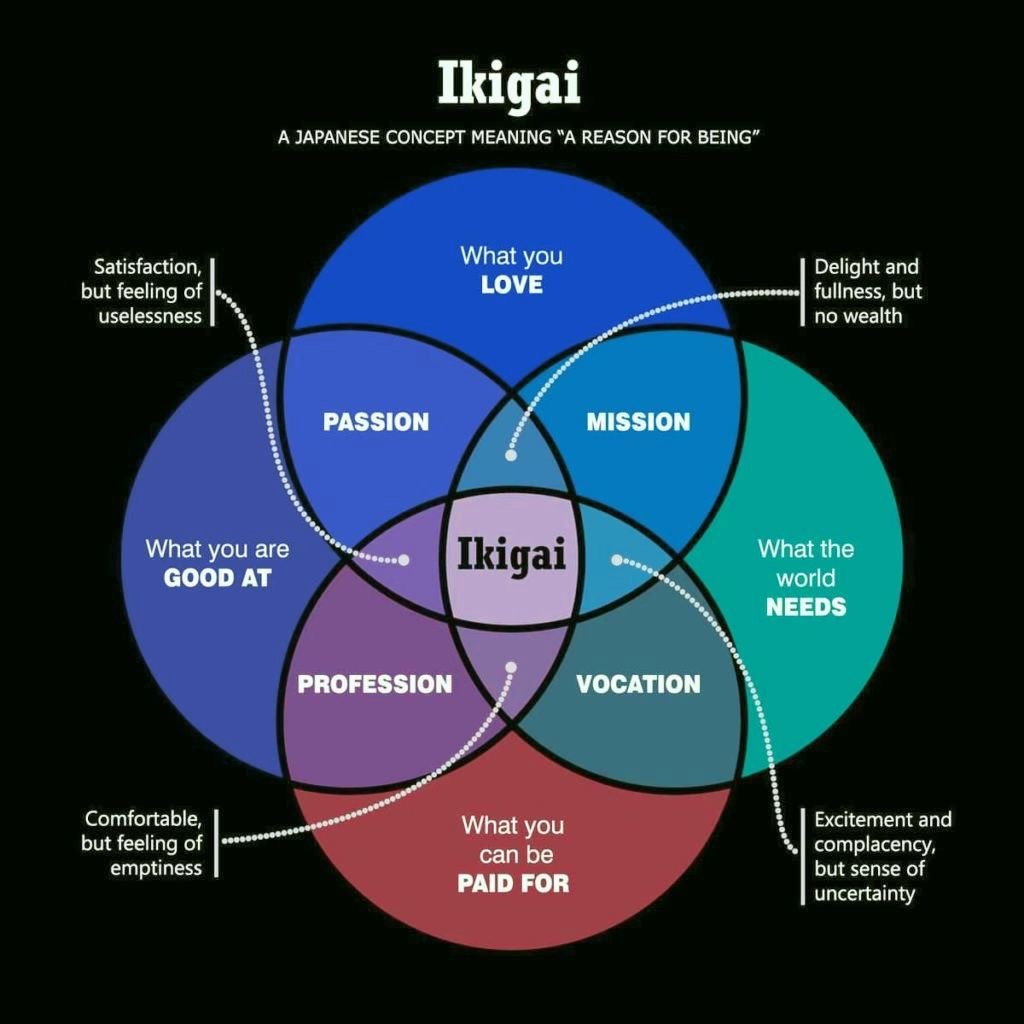 Ikigai
A JAPANESE CONCEPT MEANING “A REASON FOR BEING”
What you
LOVE
Satisfaction,
but feeling of
uselessness
Delight and
fullness, but
no wealth
PASSION
MISSION
What you are
GOOD AT
Ikigai
What the
world
NEEDS
PROFESSION
VOCATION
Comfortable,
but feeling of
emptiness
What you
can be
PAID FOR
Excitement and
complacency,
but sense of
uncertainty